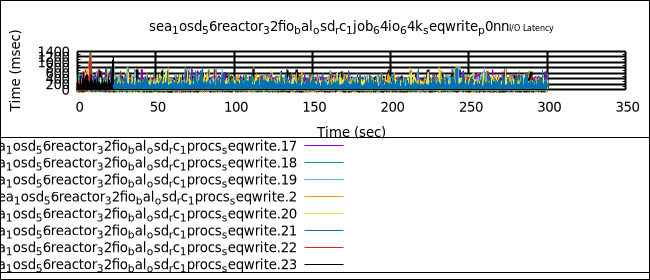 sea1osd56reactor32fiobalosdrc1job64io64kseqwritep0nnI/O Latency
Time (msec)
1400
1200
1000
800
600
400
200
0
0 50 100 150 200 250 300 350
Time (sec)
a1osd56reactor32fiobalosdrc1procsseqwrite.17
a1osd56reactor32fiobalosdrc1procsseqwrite.18
a1osd56reactor32fiobalosdrc1procsseqwrite.19
ea1osd56reactor32fiobalosdrc1procsseqwrite.2
a1osd56reactor32fiobalosdrc1procsseqwrite.20
a1osd56reactor32fiobalosdrc1procsseqwrite.21
a1osd56reactor32fiobalosdrc1procsseqwrite.22
a1osd56reactor32fiobalosdrc1procsseqwrite.23